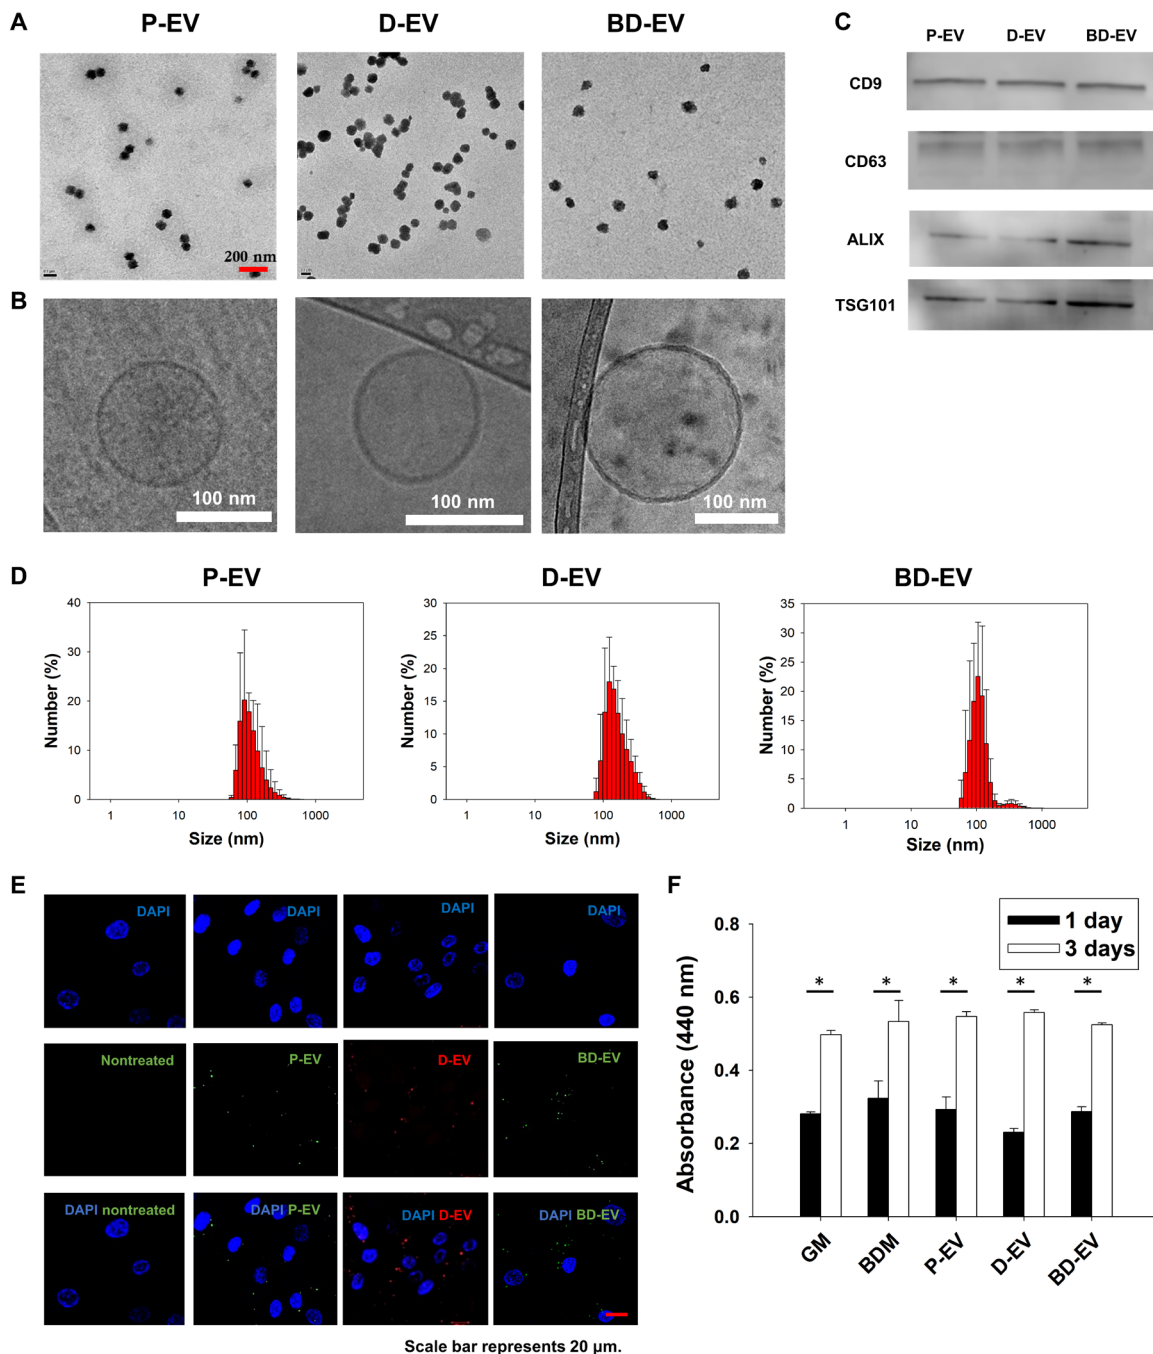 A
P-EV
D-EV
BD-EV
200 nm
B
100 nm
100 nm
100 nm
C
P-EV
D-EV
BD-EV
CD9
CD63
ALIX
TSG101
D
P-EV
Number (%)
40
30
20
10
0
1
10
100
1000
Size (nm)
D-EV
Number (%)
30
25
20
15
10
5
0
1
10
100
1000
Size (nm)
BD-EV
Number (%)
35
30
25
20
15
10
5
0
1
10
100
1000
Size (nm)
E
DAPI
DAPI
DAPI
DAPI
Nontreated
P-EV
D-EV
BD-EV
DAPI nontreated
DAPI P-EV
DAPI D-EV
DAPI BD-EV
Scale bar represents 20 μm.
F
1 day
3 days
Absorbance (440 nm)
0.8
0.6
0.4
0.2
0.0
*
*
*
*
*
GM
BDM
P-EV
D-EV
BD-EV